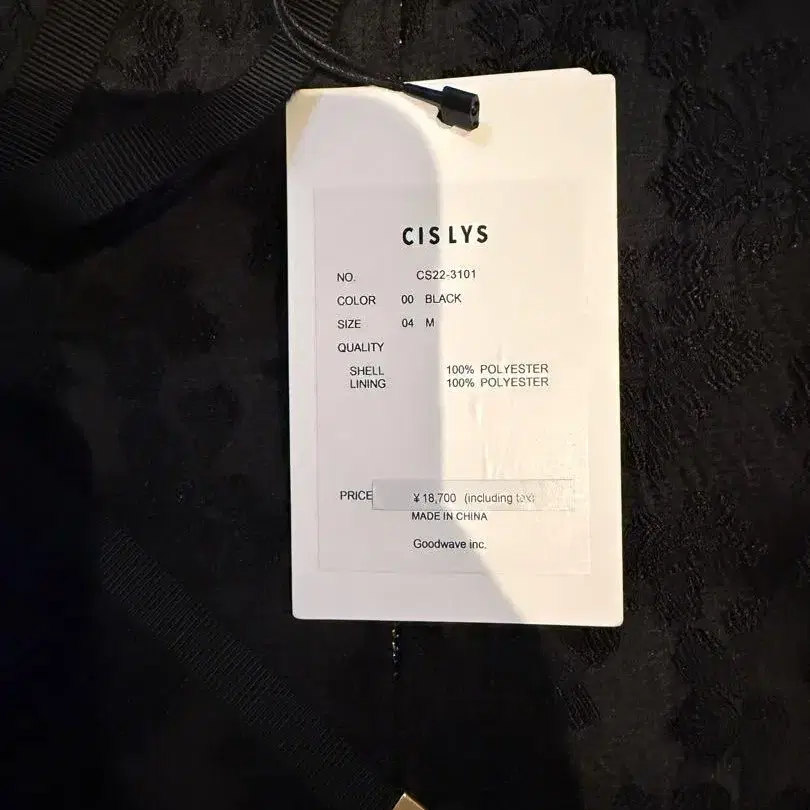 CISLYS
NO. CS22-3101
COLOR 00 BLACK
SIZE 04 M
QUALITY
SHELL 100% POLYESTER
LINING 100% POLYESTER
PRICE ¥18,700 (including tax)
MADE IN CHINA
Goodwave inc.